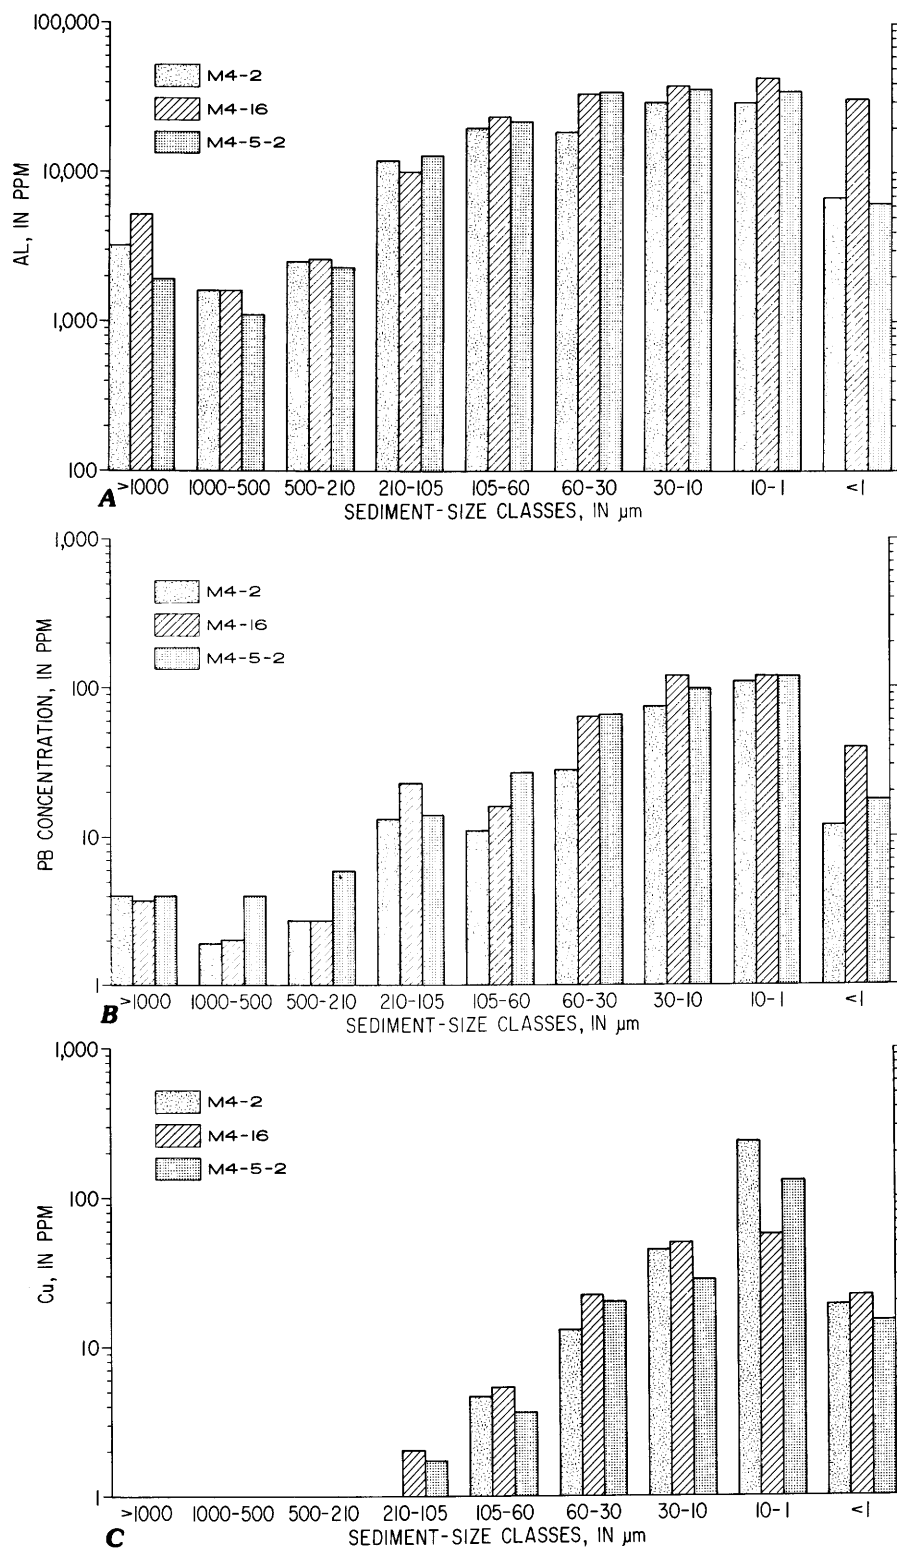 100,000
10,000
1,000
100
AL, IN PPM
M4-2
M4-16
M4-5-2
>1000 1000-500 500-210 210-105 105-60 60-30 30-10 10-1 <1
A
SEDIMENT-SIZE CLASSES, IN µm
1,000
100
10
1
PB CONCENTRATION, IN PPM
M4-2
M4-16
M4-5-2
>1000 1000-500 500-210 210-105 105-60 60-30 30-10 10-1 <1
B
SEDIMENT-SIZE CLASSES, IN µm
1,000
100
10
1
Cu, IN PPM
M4-2
M4-16
M4-5-2
>1000 1000-500 500-210 210-105 105-60 60-30 30-10 10-1 <1
C
SEDIMENT-SIZE CLASSES, IN µm